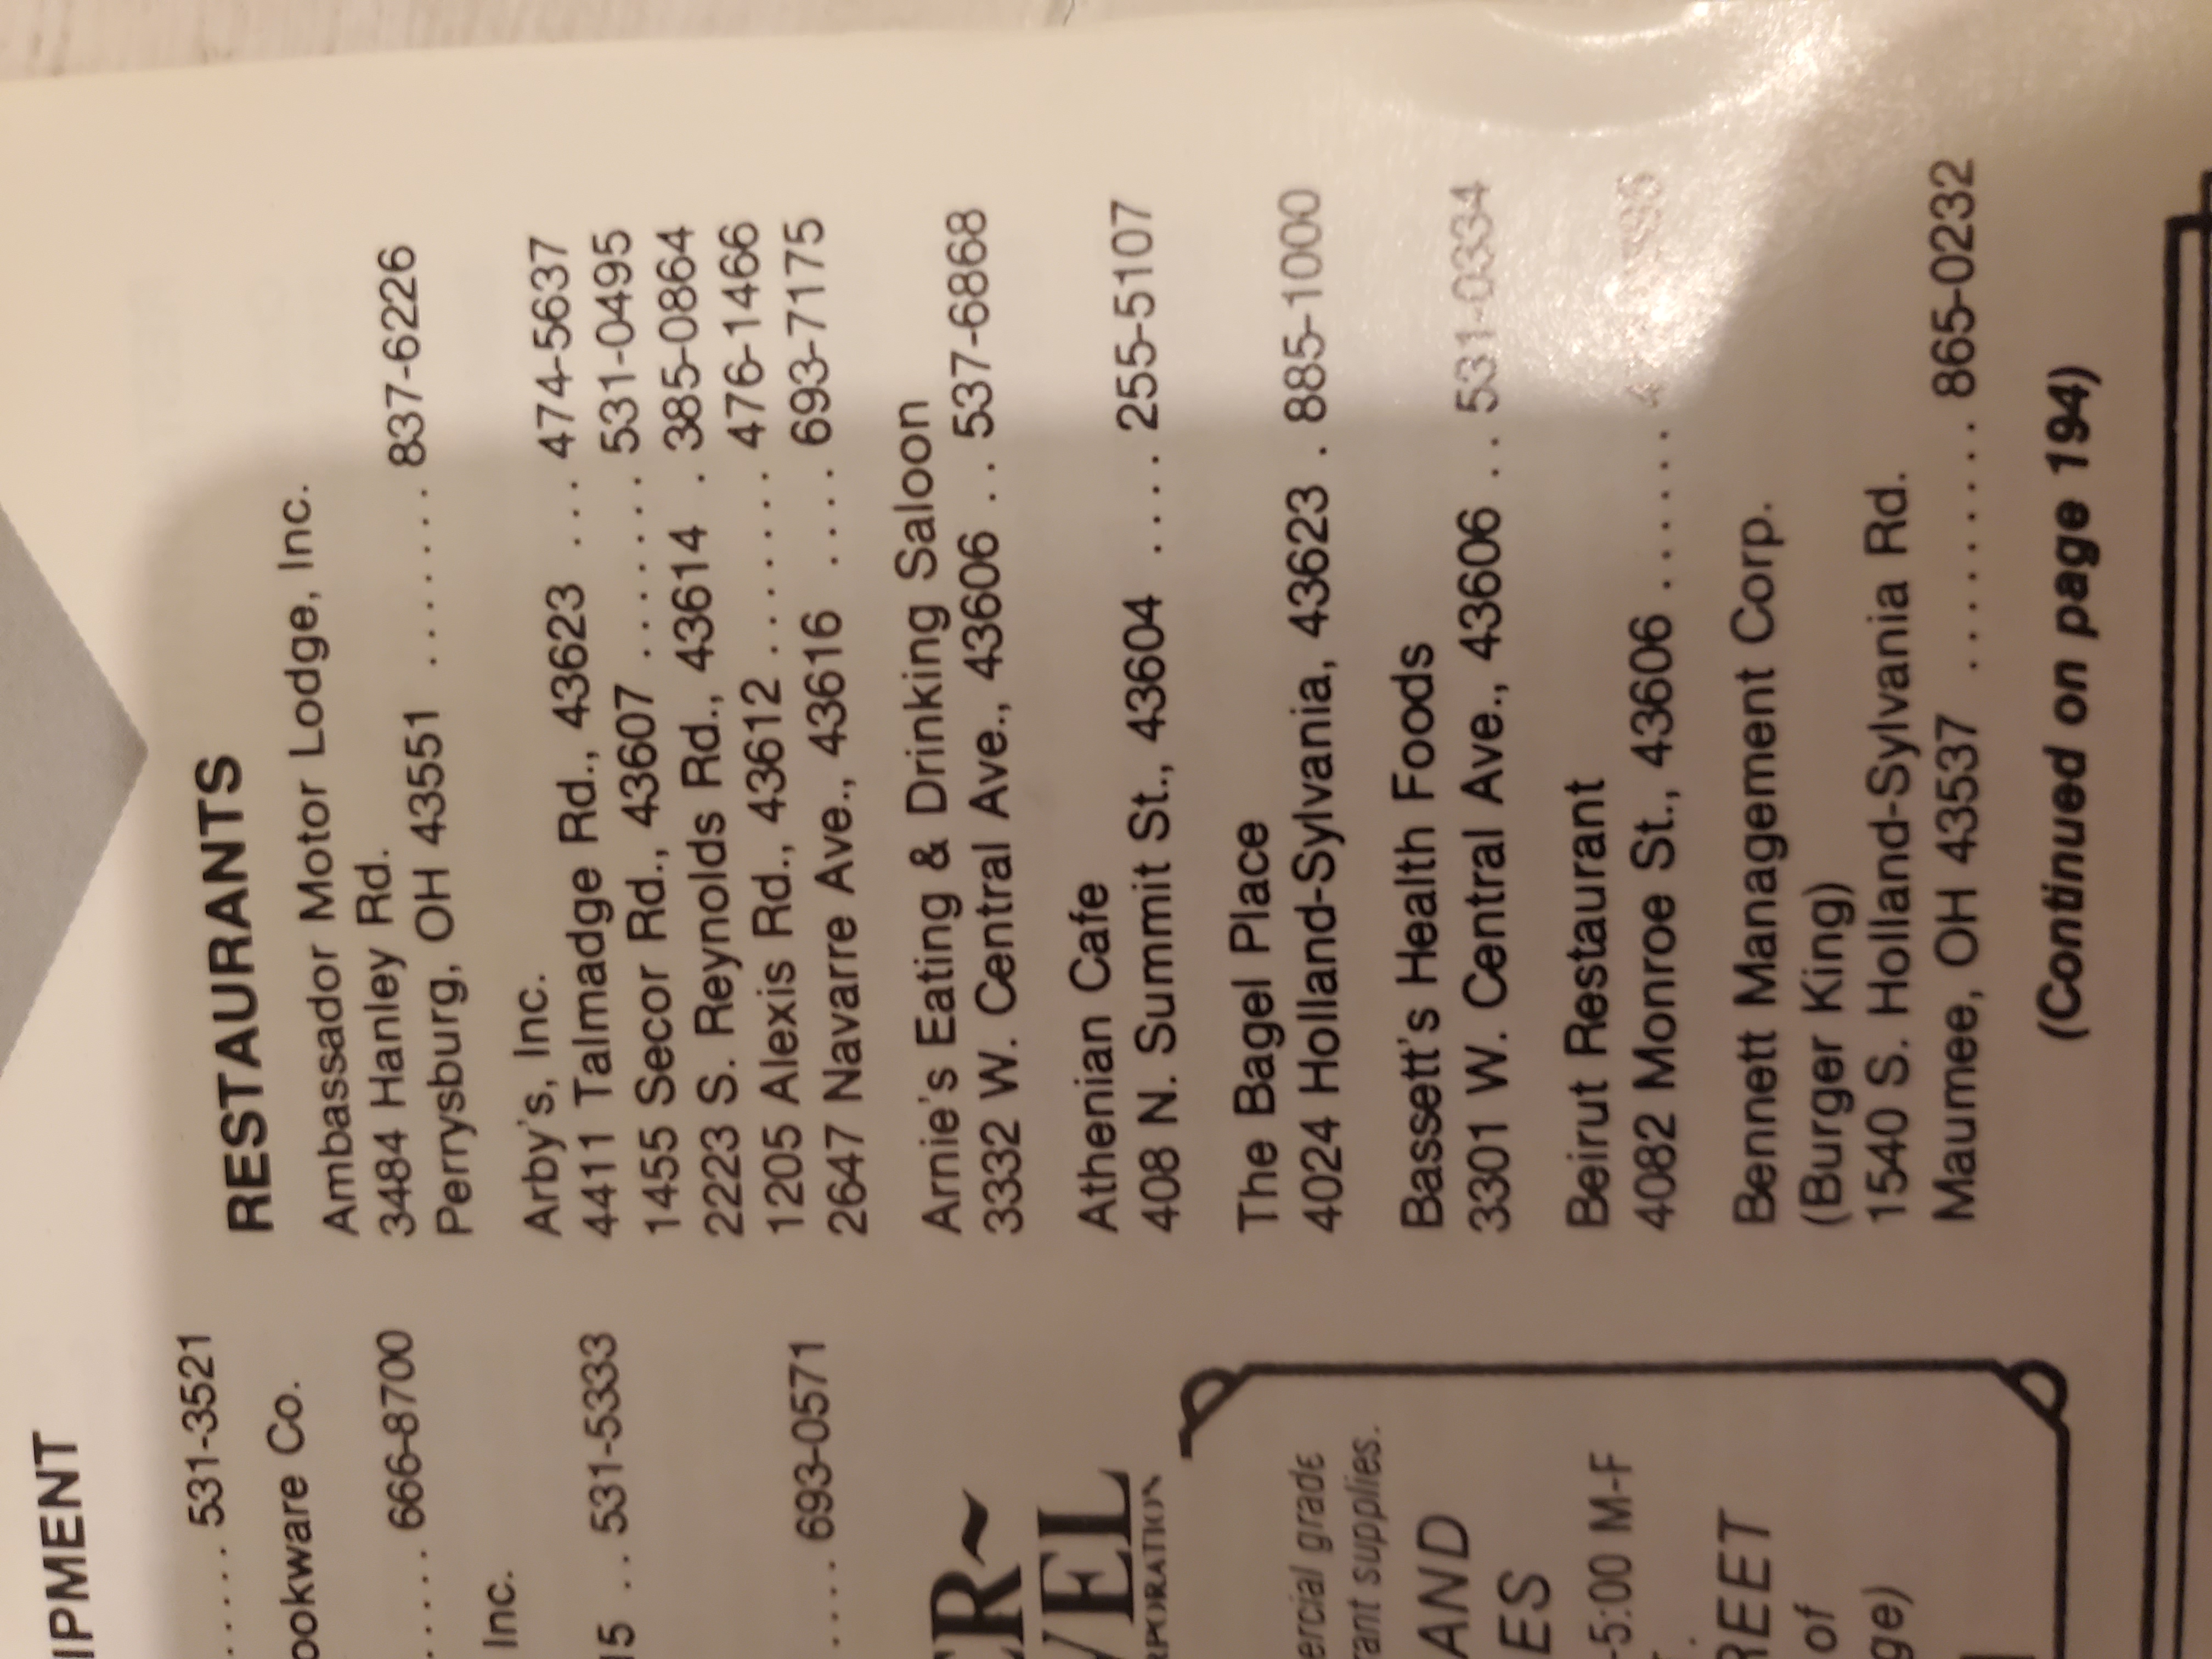 IPMENT
..... 531-3521
ookware Co.
..... 666-8700
Inc.
15 .. 531-5333
.... 693-0571
ER~
VEL
RPORATION
ercial grade
rant supplies.
AND
ES
-5:00 M-F
REET
of
ge)
RESTAURANTS
Ambassador Motor Lodge, Inc.
3484 Hanley Rd.
Perrysburg, OH 43551 ....... 837-6226
Arby's, Inc.
4411 Talmadge Rd., 43623 ... 474-5637
1455 Secor Rd., 43607 ....... 531-0495
2223 S. Reynolds Rd., 43614 . 385-0864
1205 Alexis Rd., 43612 ....... 476-1466
2647 Navarre Ave., 43616 .... 693-7175
Arnie's Eating & Drinking Saloon
3332 W. Central Ave., 43606 .. 537-6868
Athenian Cafe
408 N. Summit St., 43604 .... 255-5107
The Bagel Place
4024 Holland-Sylvania, 43623 . 885-1000
Bassett's Health Foods
3301 W. Central Ave., 43606 .. 531-0334
Beirut Restaurant
4082 Monroe St., 43606 ......
Bennett Management Corp.
(Burger King)
1540 S. Holland-Sylvania Rd.
Maumee, OH 43537 ........ 865-0232
(Continued on page 194)